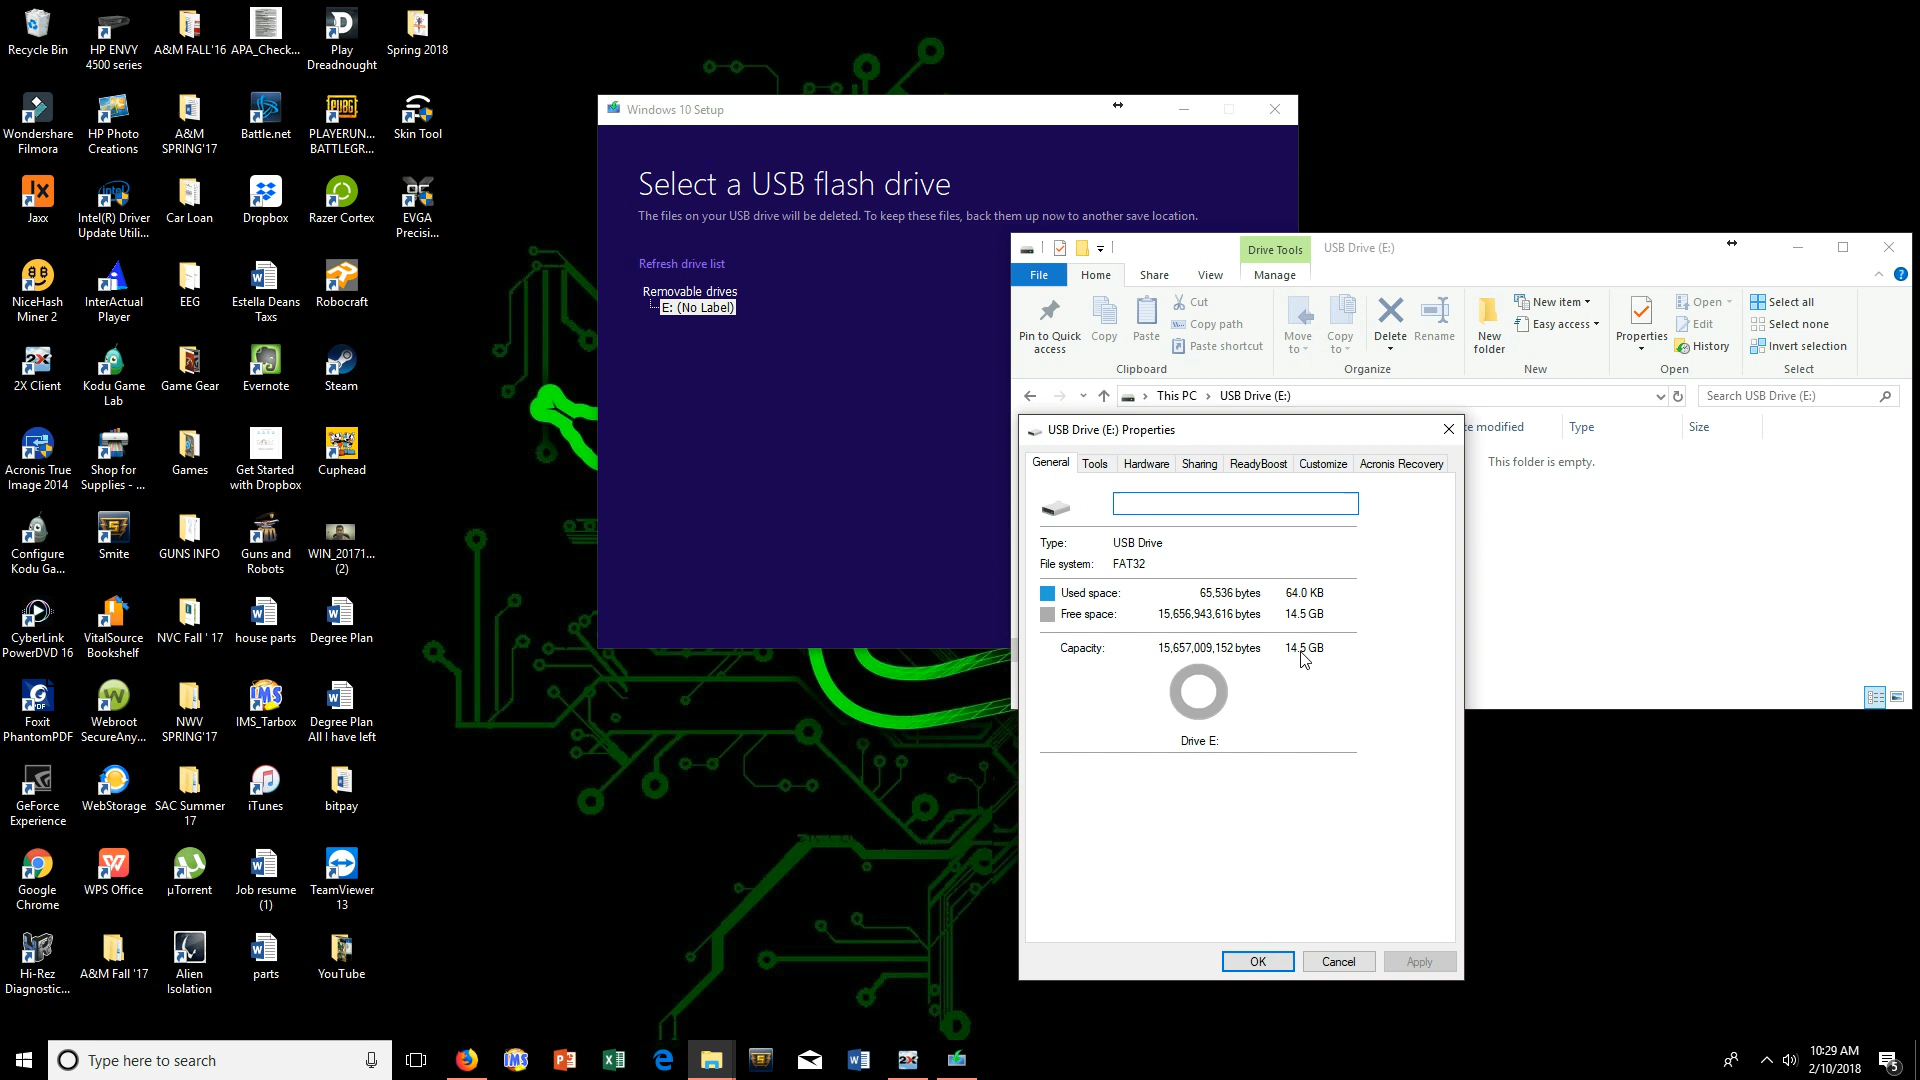 Recycle Bin
HP ENVY
4500 series
A&M FALL'16
APA_Check...
Play
Dreadnought
Spring 2018
Wondershare
Filmora
HP Photo
Creations
A&M
SPRING'17
Battle.net
PLAYERUN...
BATTLEGR...
Skin Tool
Jaxx
Intel(R) Driver
Update Utili...
Car Loan
Dropbox
Razer Cortex
EVGA
Precisi...
NiceHash
Miner 2
InterActual
Player
EEG
Estella Deans
Taxs
Robocraft
2X Client
Kodu Game
Lab
Game Gear
Evernote
Steam
Acronis True
Image 2014
Shop for
Supplies - ...
Games
Get Started
with Dropbox
Cuphead
Configure
Kodu Ga...
Smite
GUNS INFO
Guns and
Robots
WIN_20171...
(2)
CyberLink
PowerDVD 16
VitalSource
Bookshelf
NVC Fall ' 17
house parts
Degree Plan
Foxit
PhantomPDF
Webroot
SecureAny...
NWV
SPRING'17
IMS_Tarbox
Degree Plan
All I have left
GeForce
Experience
WebStorage
SAC Summer
17
iTunes
bitpay
Google
Chrome
WPS Office
µTorrent
Job resume
(1)
TeamViewer
13
Hi-Rez
Diagnostic...
A&M Fall '17
Alien
Isolation
parts
YouTube
Windows 10 Setup
Select a USB flash drive
The files on your USB drive will be deleted. To keep these files, back them up now to another save location.
Refresh drive list
Removable drives
E: (No Label)
Drive Tools
USB Drive (E:)
File
Home
Share
View
Manage
Pin to Quick
access
Copy
Paste
Cut
Copy path
Paste shortcut
Clipboard
Move
to
Copy
to
Delete
Rename
Organize
New
folder
New item
Easy access
New
Properties
Open
Edit
History
Open
Select all
Select none
Invert selection
Select
This PC
USB Drive (E:)
Search USB Drive (E:)
te modified
Type
Size
This folder is empty.
USB Drive (E:) Properties
General
Tools
Hardware
Sharing
ReadyBoost
Customize
Acronis Recovery
Type: USB Drive
File system: FAT32
Used space: 65,536 bytes 64.0 KB
Free space: 15,656,943,616 bytes 14.5 GB
Capacity: 15,657,009,152 bytes 14.5 GB
Drive E:
OK
Cancel
Apply
Type here to search
10:29 AM
2/10/2018
5